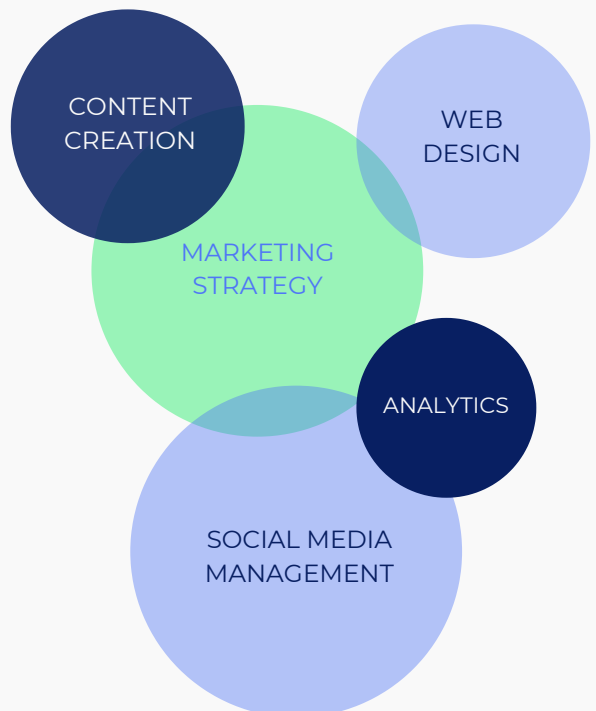 CONTENT
CREATION
WEB
DESIGN
MARKETING
STRATEGY
ANALYTICS
SOCIAL MEDIA
MANAGEMENT